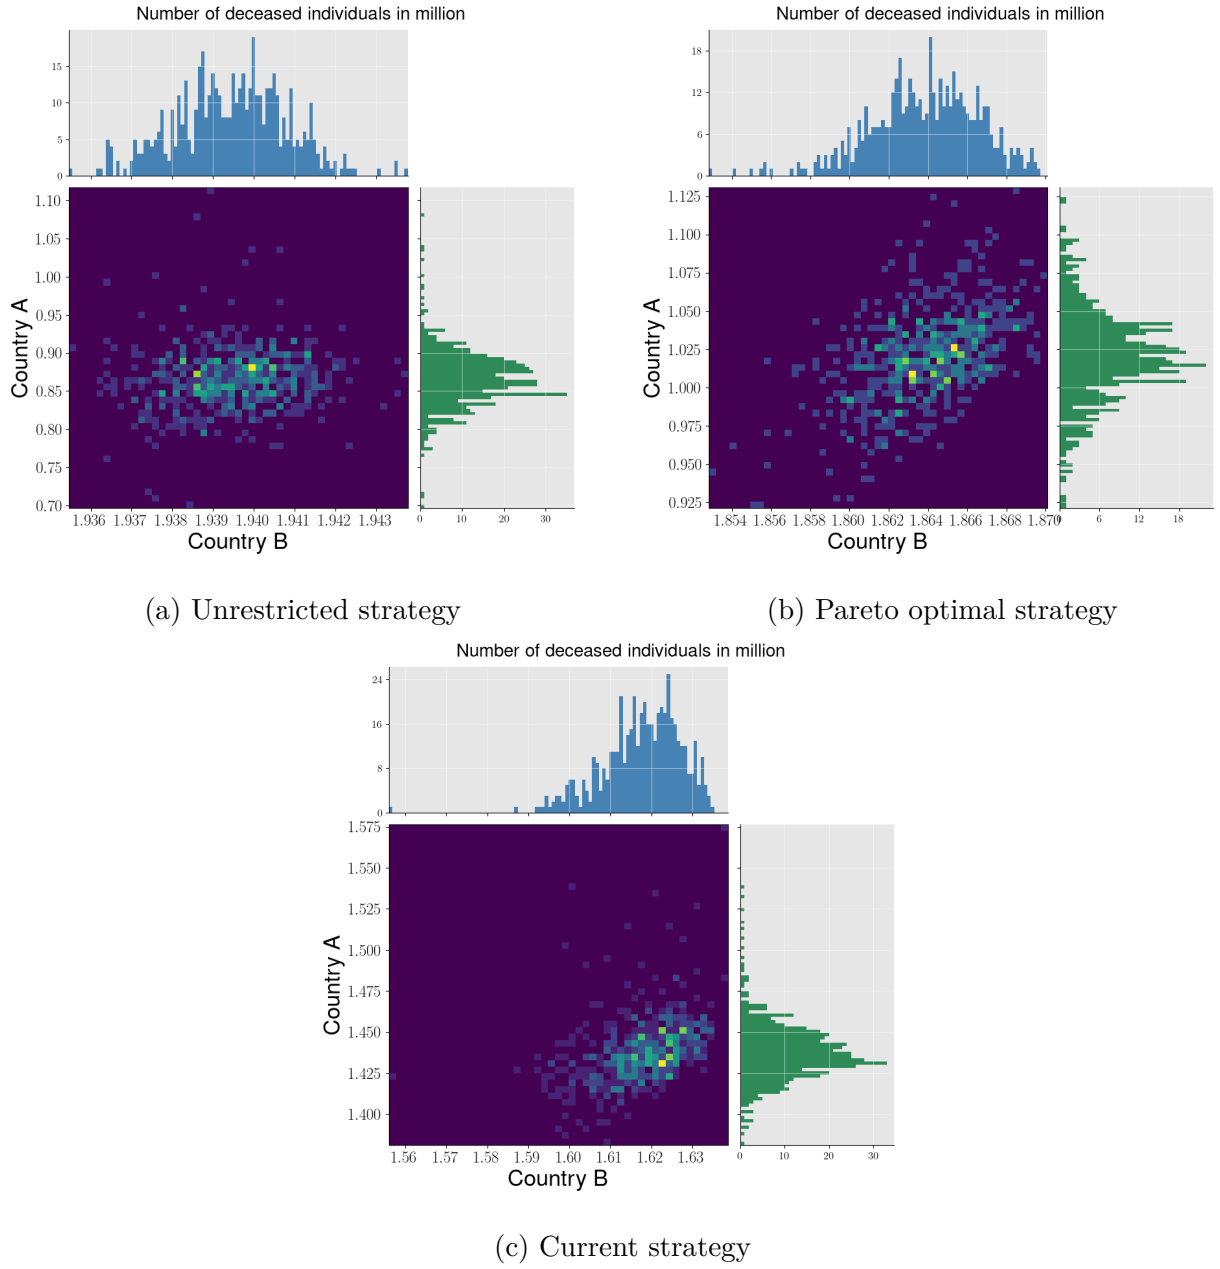 Number of deceased individuals in million
15
10
5
0
1.10
1.05
1.00
0.95
0.90
0.85
0.80
0.75
0.70
Country A
1.936 1.937 1.938 1.939 1.940 1.941 1.942 1.943
0 10 20 30
Country B
(a) Unrestricted strategy
Number of deceased individuals in million
18
12
6
0
1.125
1.100
1.075
1.050
1.025
1.000
0.975
0.950
0.925
Country A
1.854 1.856 1.858 1.860 1.862 1.864 1.866 1.868 1.870
0 6 12 18
Country B
(b) Pareto optimal strategy
Number of deceased individuals in million
24
16
8
0
1.575
1.550
1.525
1.500
1.475
1.450
1.425
1.400
Country A
1.56 1.57 1.58 1.59 1.60 1.61 1.62 1.63
0 10 20 30
Country B
(c) Current strategy